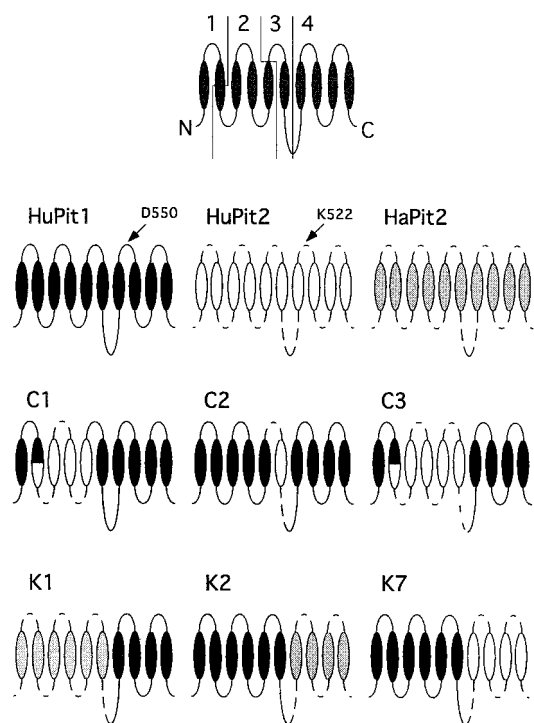 1 2 3 4
N C
HuPit1 D550 HuPit2 K522 HaPit2
C1 C2 C3
K1 K2 K7